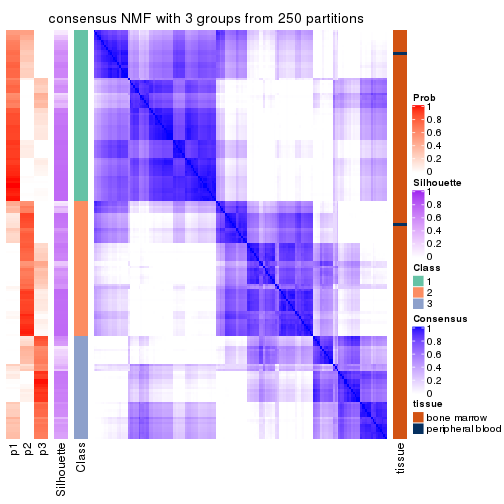 consensus NMF with 3 groups from 250 partitions
Prob
1
0.8
0.6
0.4
0.2
0
Silhouette
1
0.8
0.6
0.4
0.2
0
Class
1
2
3
Consensus
1
0.8
0.6
0.4
0.2
0
tissue
bone marrow
peripheral blood
p1
p2
p3
Silhouette
Class
tissue